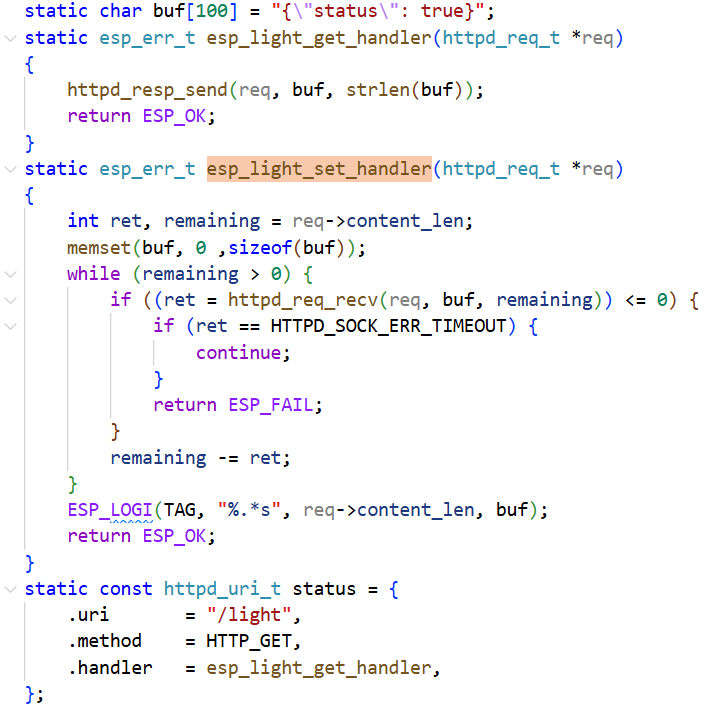 static char buf[100] = "{\"status\": true}";
static esp_err_t esp_light_get_handler(httpd_req_t *req)
{
    httpd_resp_send(req, buf, strlen(buf));
    return ESP_OK;
}
static esp_err_t esp_light_set_handler(httpd_req_t *req)
{
    int ret, remaining = req->content_len;
    memset(buf, 0 ,sizeof(buf));
    while (remaining > 0) {
        if ((ret = httpd_req_recv(req, buf, remaining)) <= 0) {
            if (ret == HTTPD_SOCK_ERR_TIMEOUT) {
                continue;
            }
            return ESP_FAIL;
        }
        remaining -= ret;
    }
    ESP_LOGI(TAG, "%.*s", req->content_len, buf);
    return ESP_OK;
}
static const httpd_uri_t status = {
    .uri       = "/light",
    .method    = HTTP_GET,
    .handler   = esp_light_get_handler,
};